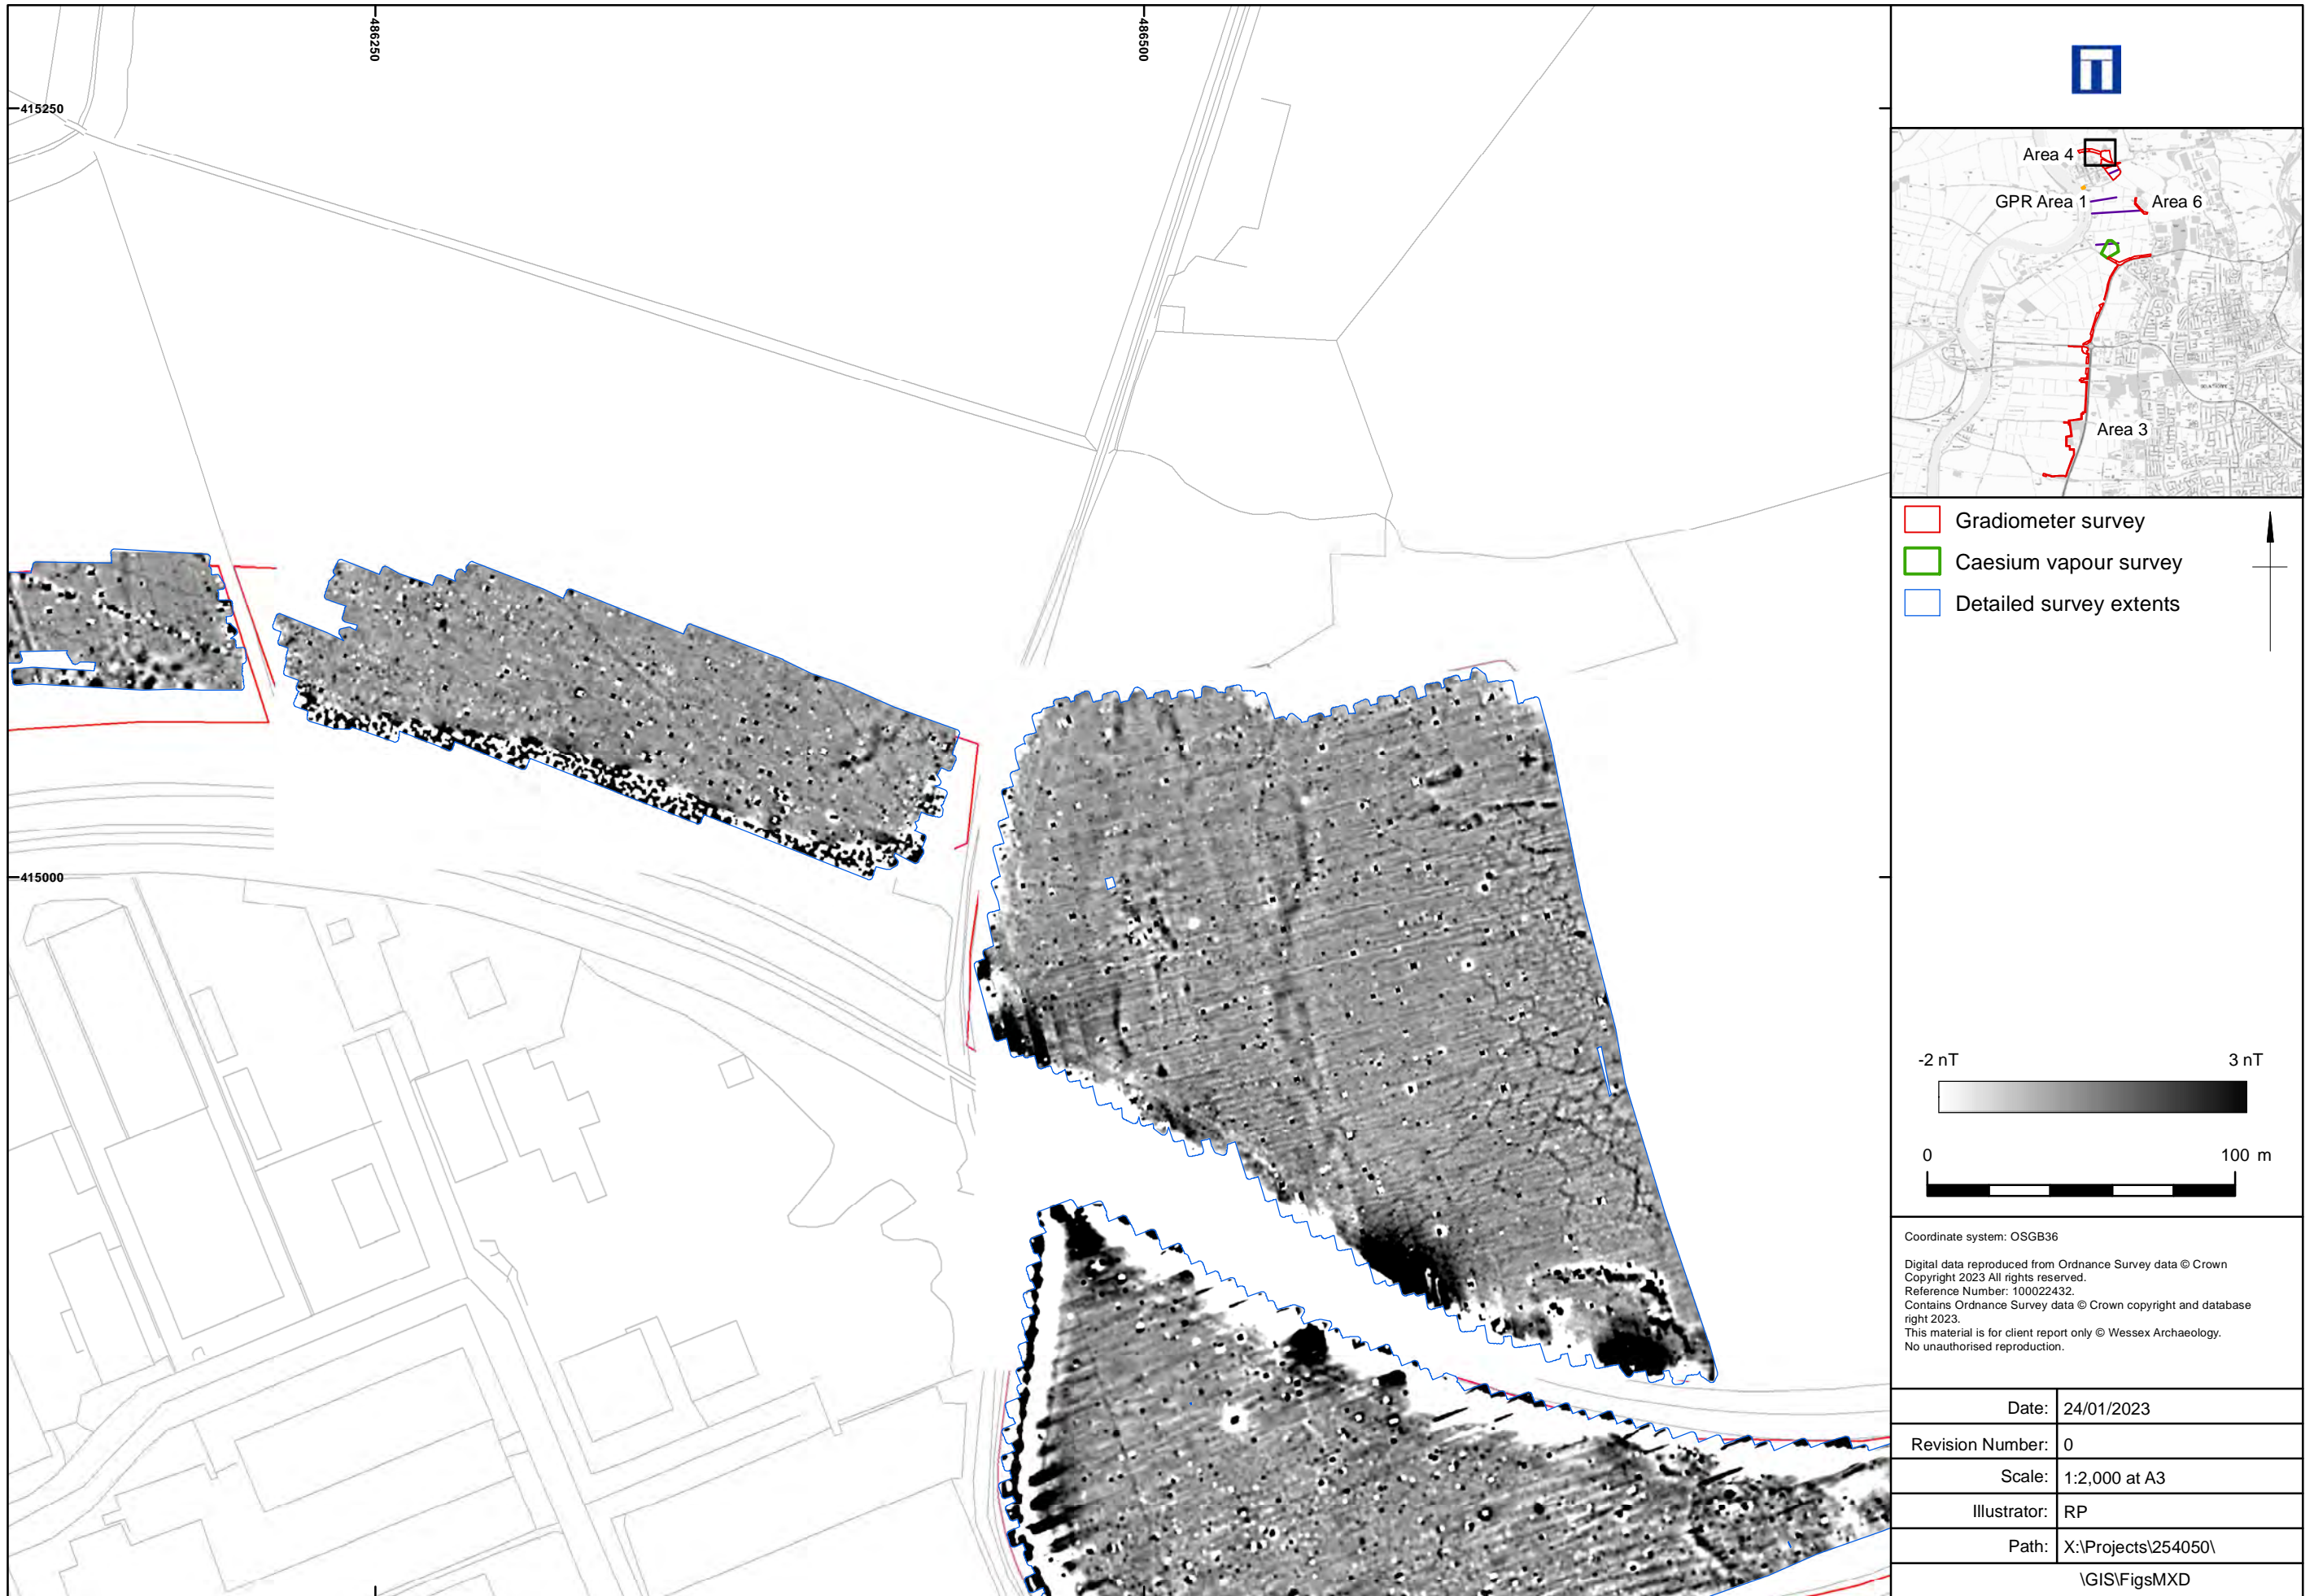 486250
486500
415250
415000
Area 4
GPR Area 1
Area 6
Area 3
Gradiometer survey
Caesium vapour survey
Detailed survey extents
-2 nT 3 nT
0 100 m
Coordinate system: OSGB36
Digital data reproduced from Ordnance Survey data © Crown
Copyright 2023 All rights reserved.
Reference Number: 100022432.
Contains Ordnance Survey data © Crown copyright and database
right 2023.
This material is for client report only © Wessex Archaeology.
No unauthorised reproduction.
Date: 24/01/2023
Revision Number: 0
Scale: 1:2,000 at A3
Illustrator: RP
Path: X:\Projects\254050\
\GIS\FigsMXD